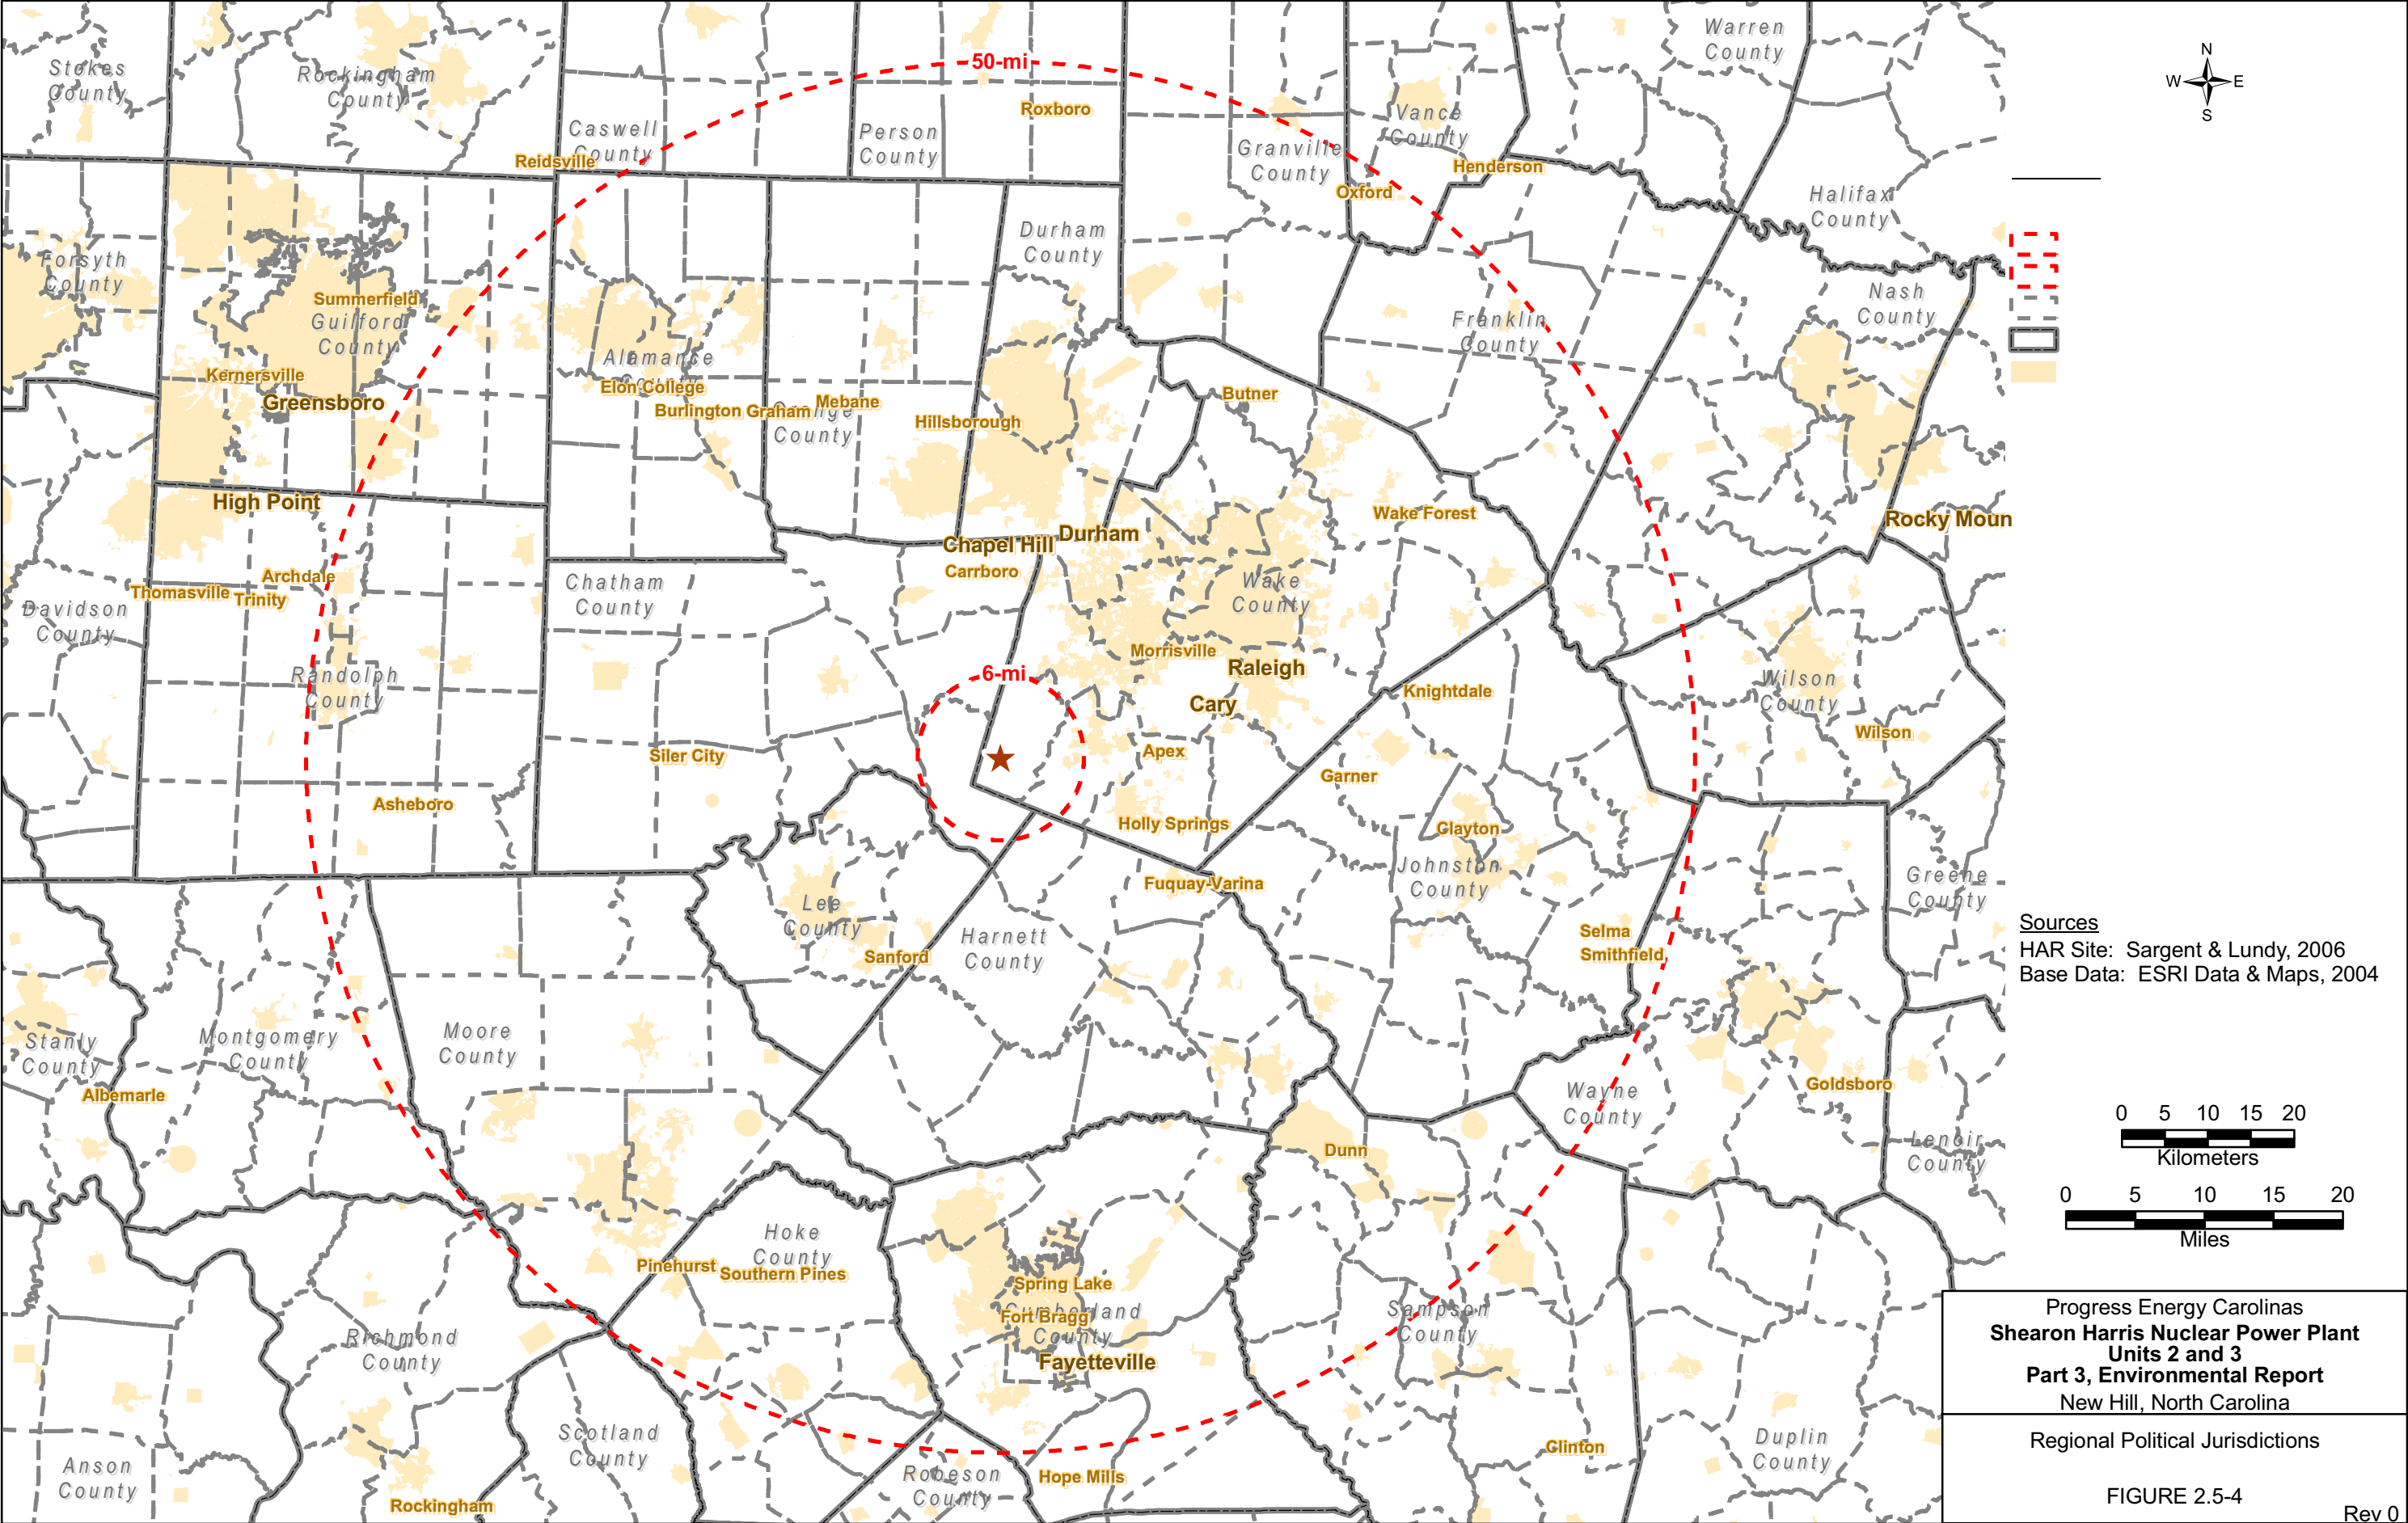 50-mi
Warren
County
N
W
E
S
Stokes
County
Rockingham
County
Roxboro
Caswell
County
Person
County
Vance
County
Reidsville
Granville
County
Henderson
Oxford
Halifax
County
Durham
County
Forsyth
County
Summerfield
Guilford
County
Nash
County
Franklin
County
Alamance
Kernersville
Elon College
Greensboro
Burlington
Graham
Mebane
Orange
County
Hillsborough
Butner
High Point
Wake Forest
Rocky Moun
Durham
Chapel Hill
Carrboro
Archdale
Thomasville
Trinity
Chatham
County
Wake
County
Davidson
County
Morrisville
Raleigh
6-mi
Randolph
County
Knightdale
Wilson
County
Cary
Siler City
Apex
Garner
Wilson
Asheboro
Holly Springs
Clayton
Johnston
County
Fuquay-Varina
Greene
County
Lee
County
Sanford
Harnett
County
Selma
Smithfield
Sources
HAR Site: Sargent & Lundy, 2006
Base Data: ESRI Data & Maps, 2004
Stanly
County
Montgomery
County
Moore
County
Albemarle
Wayne
County
Goldsboro
0 5 10 15 20
Kilometers
Dunn
Lenoir
County
0 5 10 15 20
Miles
Hoke
County
Pinehurst
Southern Pines
Spring Lake
Cumberland
County
Fort Bragg
Fayetteville
Sampson
County
Richmond
County
Progress Energy Carolinas
Shearon Harris Nuclear Power Plant
Units 2 and 3
Part 3, Environmental Report
New Hill, North Carolina
Scotland
County
Clinton
Duplin
County
Regional Political Jurisdictions
Anson
County
Rockingham
Robeson
County
Hope Mills
FIGURE 2.5-4
Rev 0